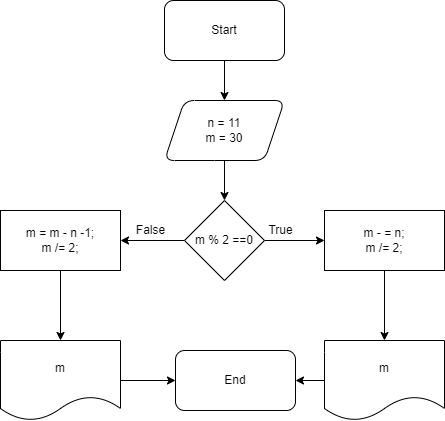 Start
n = 11
m = 30
False
m % 2 ==0
True
m = m - n -1;
m /= 2;
m - = n;
m /= 2;
m
End
m